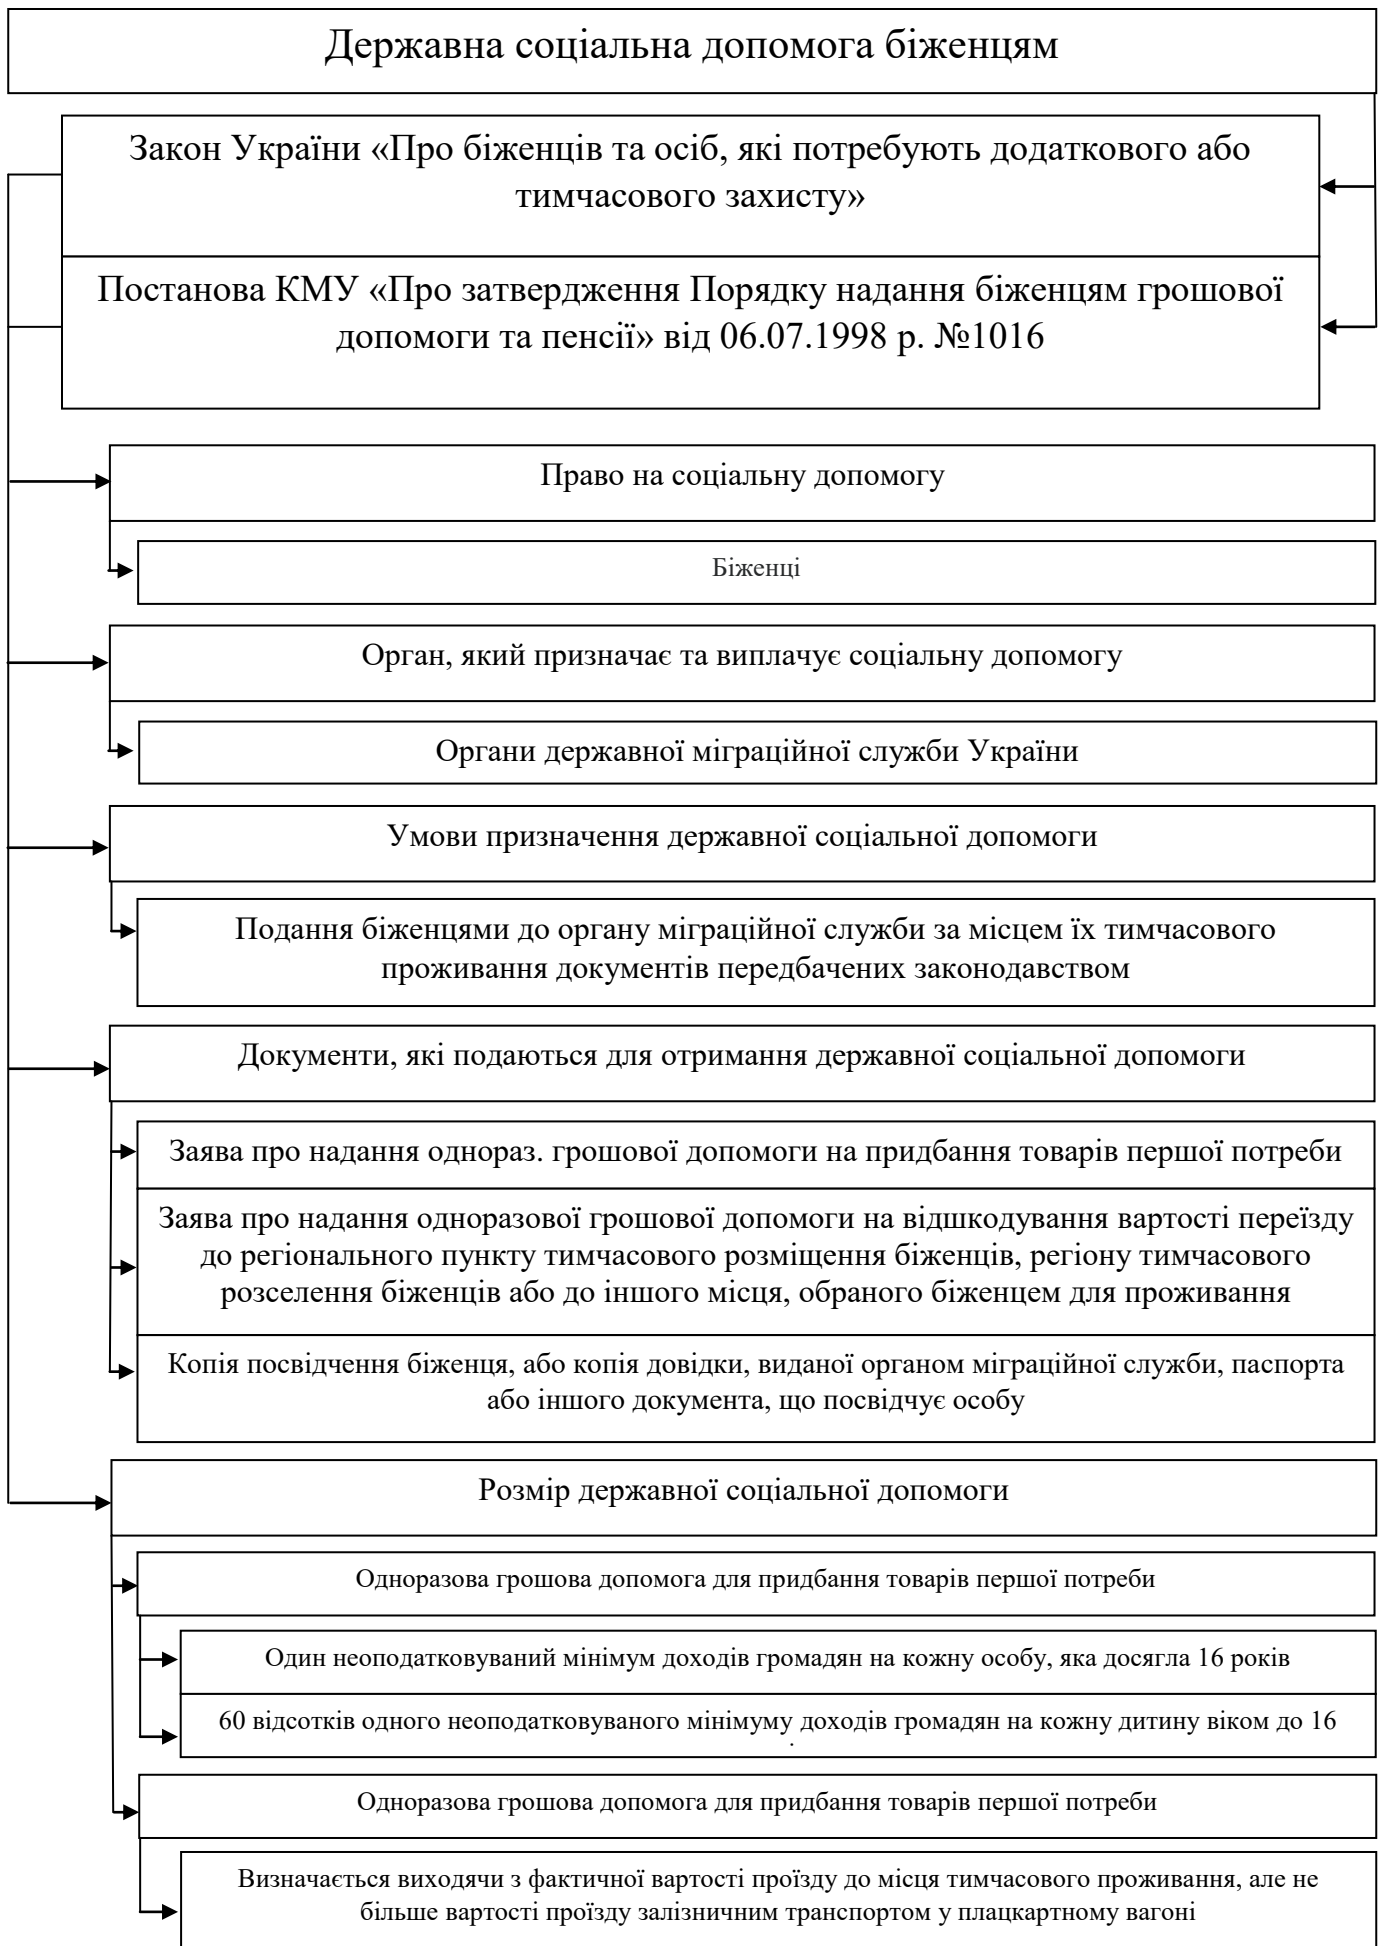 Державна соціальна допомога біженцям
Закон України «Про біженців та осіб, які потребують додаткового або
тимчасового захисту»
Постанова КМУ «Про затвердження Порядку надання біженцям грошової
допомоги та пенсії» від 06.07.1998 р. №1016
Право на соціальну допомогу
Біженці
Орган, який призначає та виплачує соціальну допомогу
Органи державної міграційної служби України
Умови призначення державної соціальної допомоги
Подання біженцями до органу міграційної служби за місцем їх тимчасового
проживання документів передбачених законодавством
Документи, які подаються для отримання державної соціальної допомоги
Заява про надання однораз. грошової допомоги на придбання товарів першої потреби
Заява про надання одноразової грошової допомоги на відшкодування вартості переїзду
до регіонального пункту тимчасового розміщення біженців, регіону тимчасового
розселення біженців або до іншого місця, обраного біженцем для проживання
Копія посвідчення біженця, або копія довідки, виданої органом міграційної служби, паспорта
або іншого документа, що посвідчує особу
Розмір державної соціальної допомоги
Одноразова грошова допомога для придбання товарів першої потреби
Один неоподатковуваний мінімум доходів громадян на кожну особу, яка досягла 16 років
60 відсотків одного неоподатковуваного мінімуму доходів громадян на кожну дитину віком до 16
Одноразова грошова допомога для придбання товарів першої потреби
Визначається виходячи з фактичної вартості проїзду до місця тимчасового проживання, але не
більше вартості проїзду залізничним транспортом у плацкартному вагоні